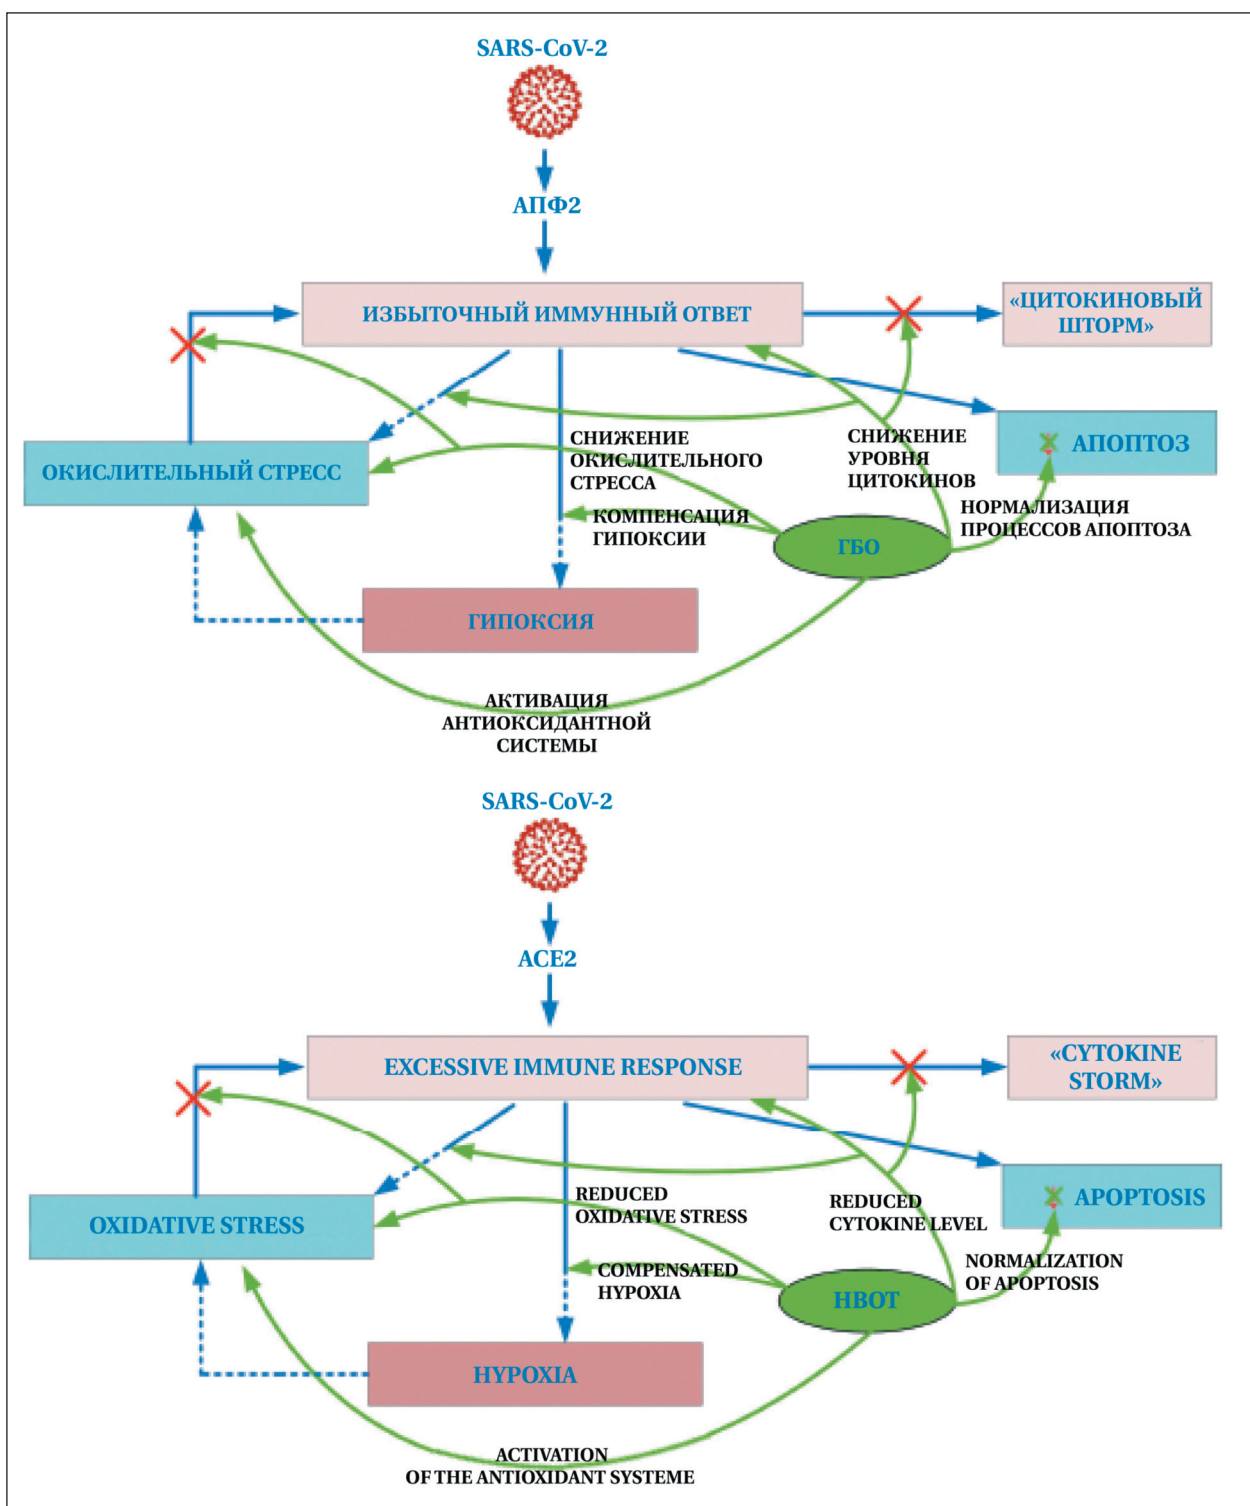 SARS-CoV-2
АПФ2
ИЗБЫТОЧНЫЙ ИММУННЫЙ ОТВЕТ
«ЦИТОКИНОВЫЙ
ШТОРМ»
ОКИСЛИТЕЛЬНЫЙ СТРЕСС
СНИЖЕНИЕ
ОКИСЛИТЕЛЬНОГО
СТРЕССА
СНИЖЕНИЕ
УРОВНЯ
ЦИТОКИНОВ
АПОПТОЗ
КОМПЕНСАЦИЯ
ГИПОКСИИ
ГБО
НОРМАЛИЗАЦИЯ
ПРОЦЕССОВ АПОПТОЗА
ГИПОКСИЯ
АКТИВАЦИЯ
АНТИОКСИДАНТНОЙ
СИСТЕМЫ
SARS-CoV-2
ACE2
EXCESSIVE IMMUNE RESPONSE
«CYTOKINE
STORM»
OXIDATIVE STRESS
REDUCED
OXIDATIVE STRESS
REDUCED
CYTOKINE LEVEL
APOPTOSIS
COMPENSATED
HYPOXIA
HBOT
NORMALIZATION
OF APOPTOSIS
HYPOXIA
ACTIVATION
OF THE ANTIOXIDANT SYSTEME